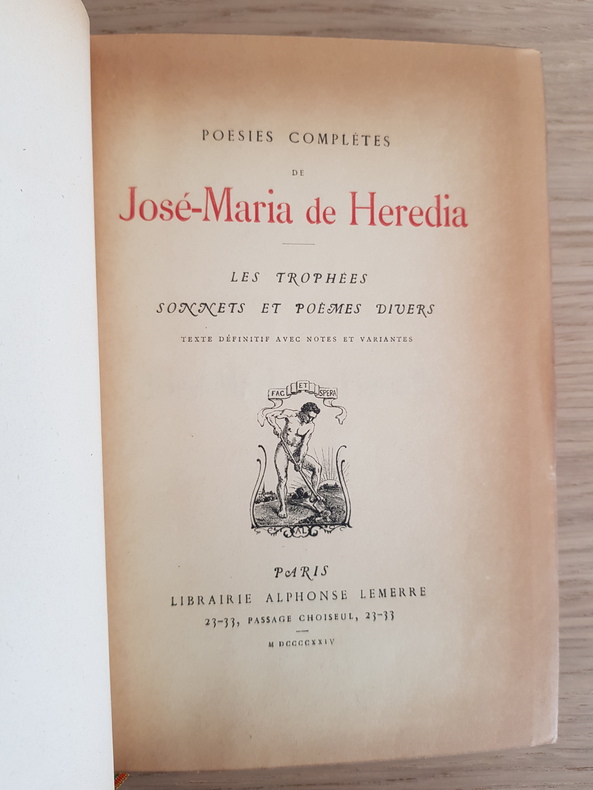 POESIES COMPLÈTES
DE
José-Maria de Heredia
LES TROPHÉES
SONNETS ET POÈMES DIVERS
TEXTE DÉFINITIF AVEC NOTES ET VARIANTES
FAC ET SPERA
AL
PARIS
LIBRAIRIE ALPHONSE LEMERRE
23-33, PASSAGE CHOISEUL, 23-33
M DCCCCXXIV